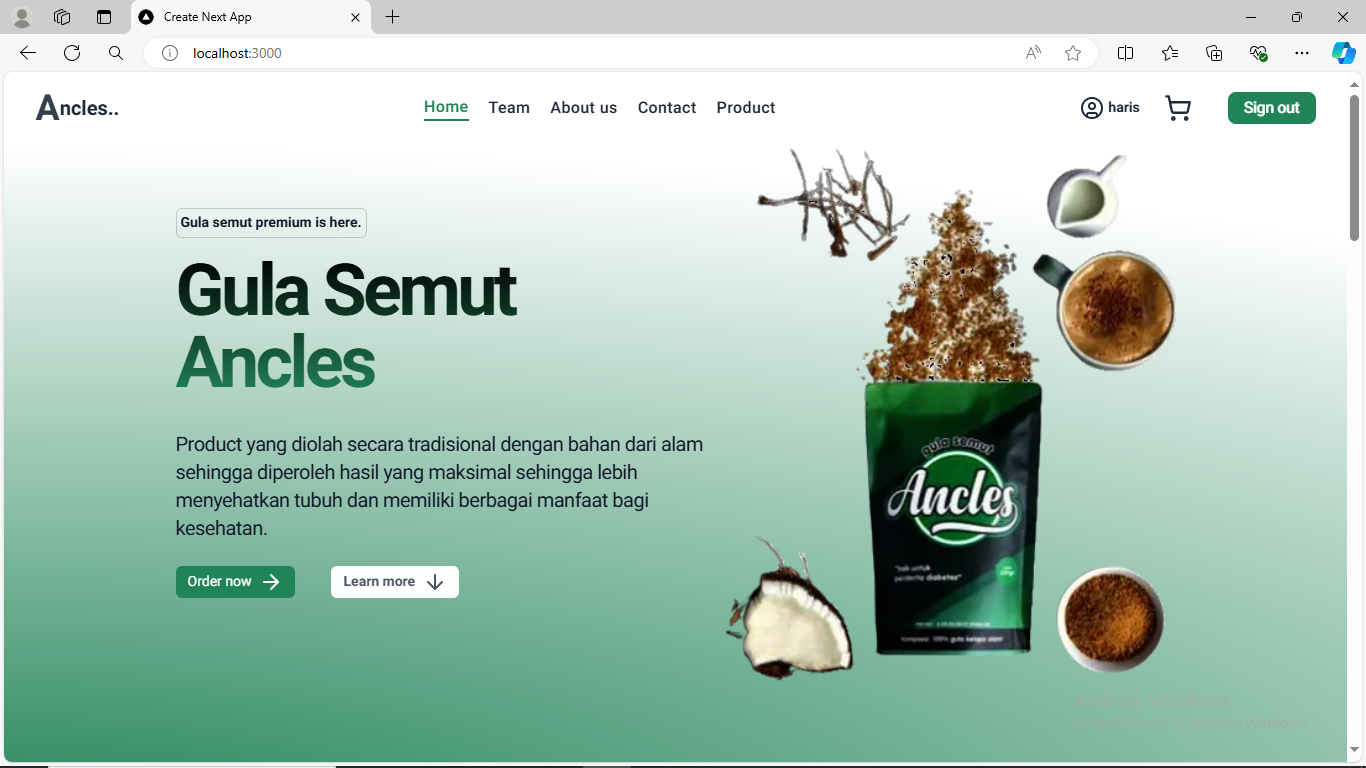 Create Next App
localhost:3000
Ancles..
Home
Team
About us
Contact
Product
haris
Sign out
Gula semut premium is here.
Gula Semut
Ancles
Product yang diolah secara tradisional dengan bahan dari alam
sehingga diperoleh hasil yang maksimal sehingga lebih
menyehatkan tubuh dan memiliki berbagai manfaat bagi
kesehatan.
Order now
Learn more
gula semut
Ancles
"baik untuk
penderita diabetes"
Komposisi: 100% gula kelapa alami
Activate Windows
Go to Settings to activate Windows.